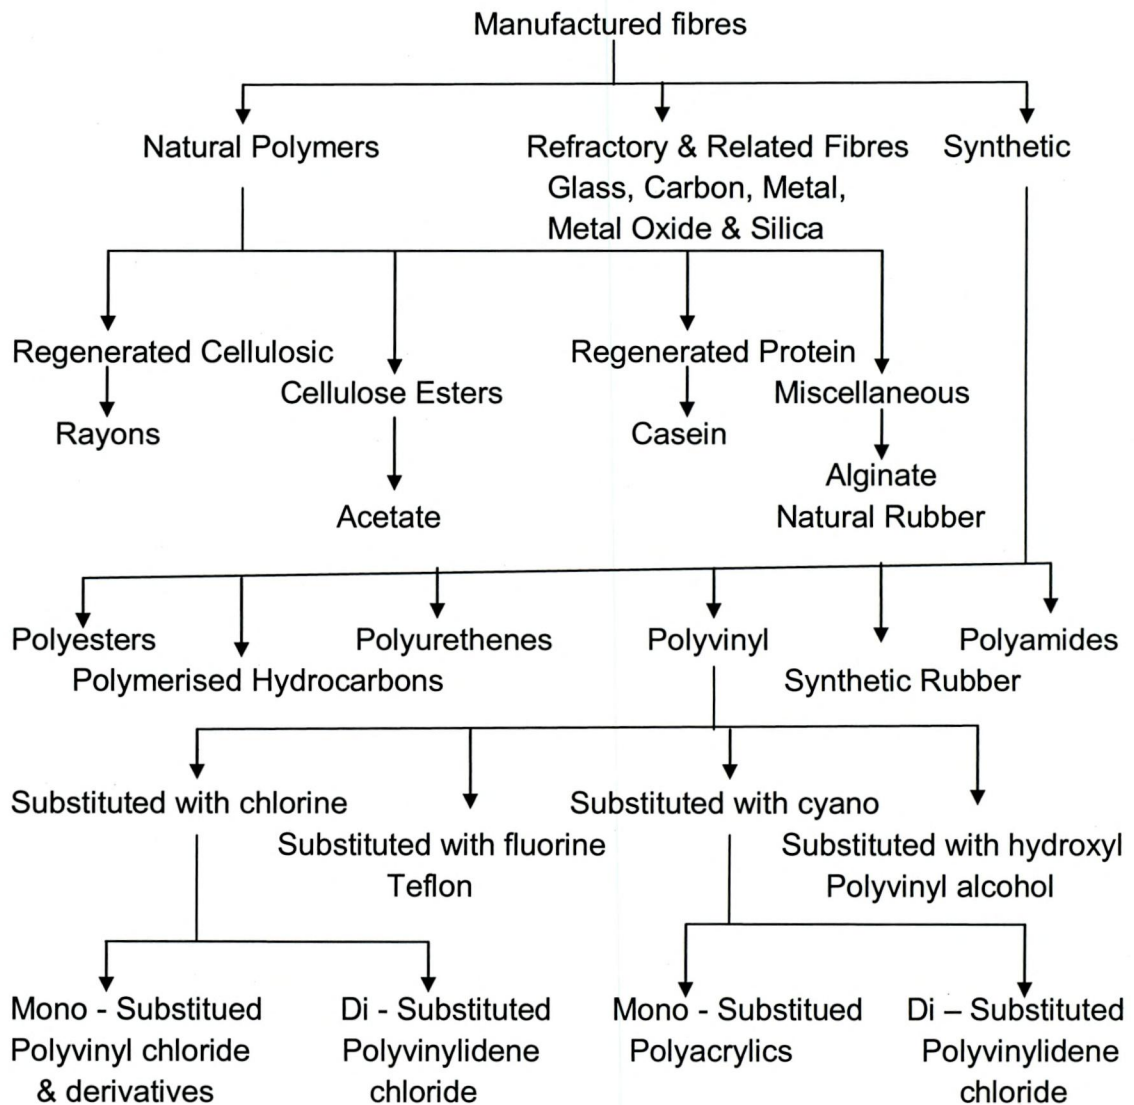 Manufactured fibres
Natural Polymers
Refractory & Related Fibres
Glass, Carbon, Metal,
Metal Oxide & Silica
Synthetic
Regenerated Cellulosic
Rayons
Cellulose Esters
Acetate
Regenerated Protein
Casein
Miscellaneous
Alginate
Natural Rubber
Polyesters
Polymerised Hydrocarbons
Polyurethenes
Polyvinyl
Synthetic Rubber
Polyamides
Substituted with chlorine
Substituted with fluorine
Teflon
Substituted with cyano
Substituted with hydroxyl
Polyvinyl alcohol
Mono - Substitued
Polyvinyl chloride
& derivatives
Di - Substituted
Polyvinylidene
chloride
Mono - Substitued
Polyacrylics
Di – Substituted
Polyvinylidene
chloride